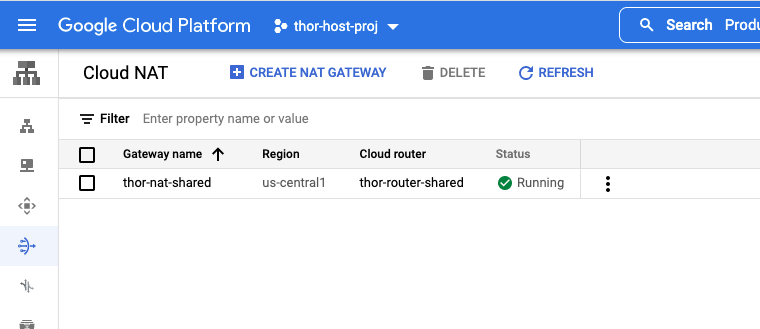 Google Cloud Platform thor-host-proj Search Produ
Cloud NAT CREATE NAT GATEWAY DELETE REFRESH
Filter Enter property name or value
Gateway name Region Cloud router Status
thor-nat-shared us-central1 thor-router-shared Running